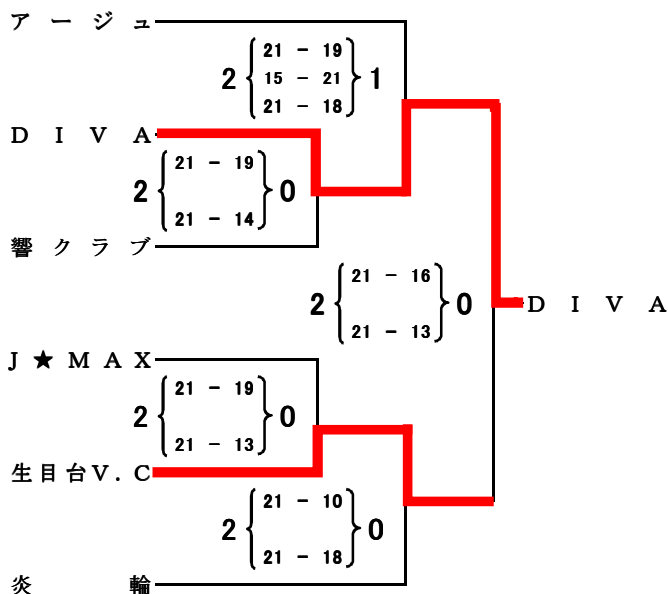 アージュ
21 - 19
2 { 15 - 21 } 1
21 - 18
DIVA
21 - 19
2 { } 0
21 - 14
響クラブ
21 - 16
2 { } 0 DIVA
21 - 13
J★MAX
21 - 19
2 { } 0
21 - 13
生目台V.C
21 - 10
2 { } 0
21 - 18
炎輪